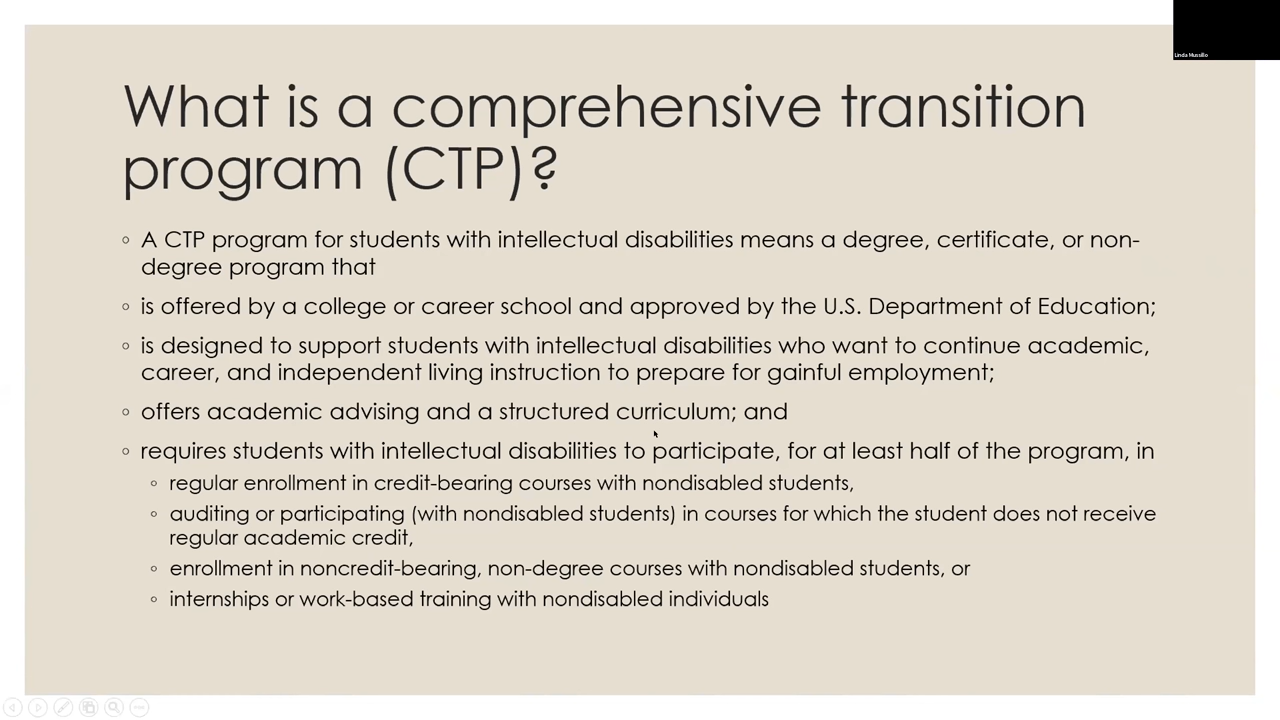 Linda Mussillo
What is a comprehensive transition
program (CTP)?
◦ A CTP program for students with intellectual disabilities means a degree, certificate, or non-
degree program that
◦ is offered by a college or career school and approved by the U.S. Department of Education;
◦ is designed to support students with intellectual disabilities who want to continue academic,
career, and independent living instruction to prepare for gainful employment;
◦ offers academic advising and a structured curriculum; and
◦ requires students with intellectual disabilities to participate, for at least half of the program, in
◦ regular enrollment in credit-bearing courses with nondisabled students,
◦ auditing or participating (with nondisabled students) in courses for which the student does not receive
regular academic credit,
◦ enrollment in noncredit-bearing, non-degree courses with nondisabled students, or
◦ internships or work-based training with nondisabled individuals